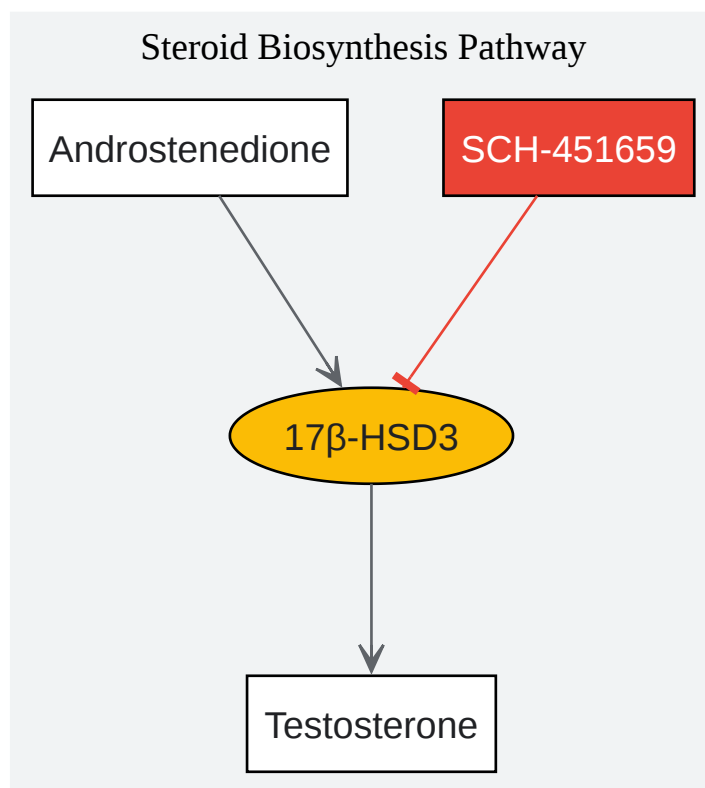 Steroid Biosynthesis Pathway
Androstenedione
SCH-451659
17β-HSD3
Testosterone